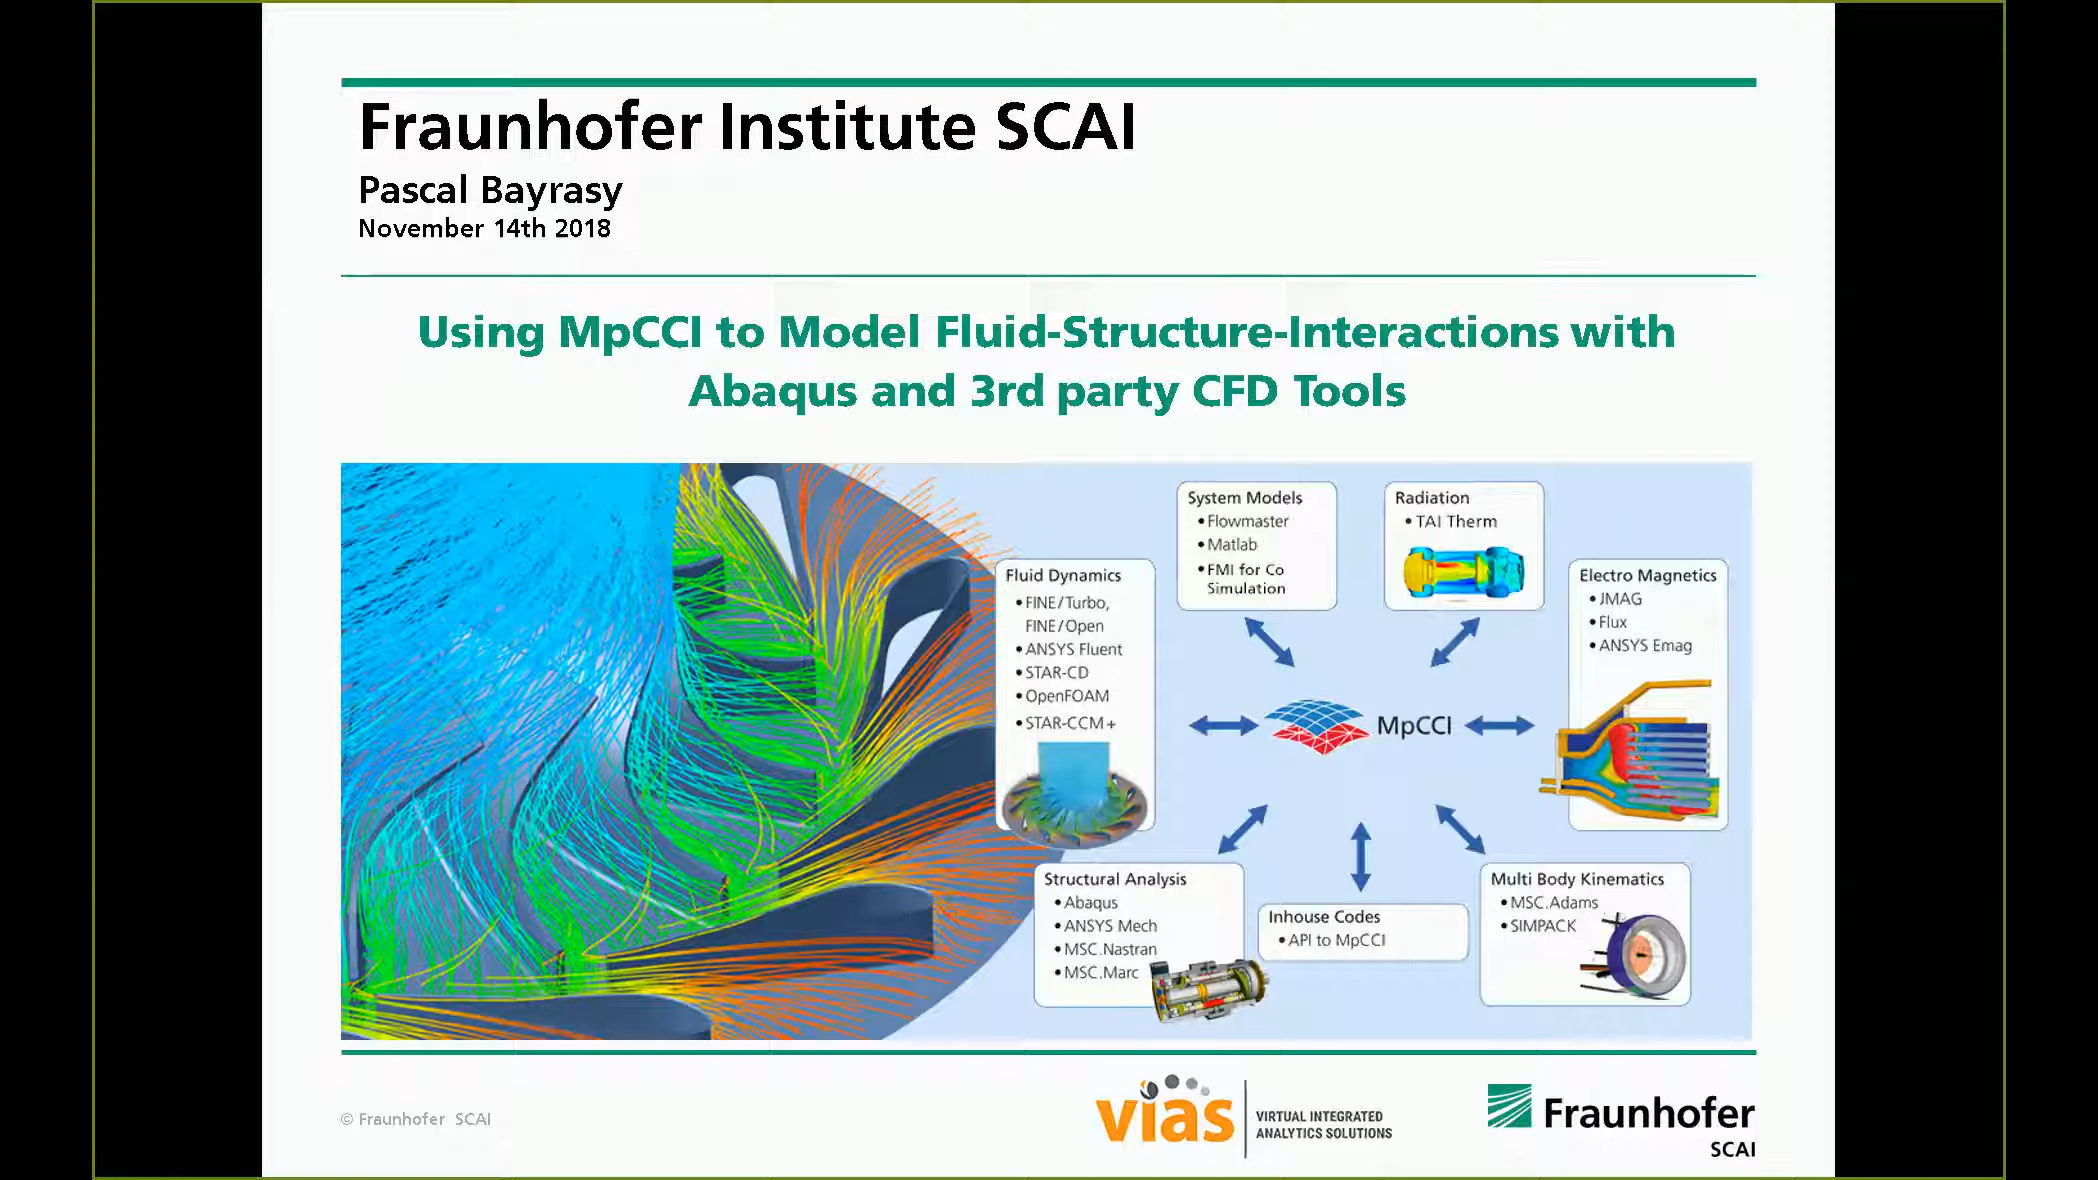 Fraunhofer Institute SCAI
Pascal Bayrasy
November 14th 2018
Using MpCCI to Model Fluid-Structure-Interactions with
Abaqus and 3rd party CFD Tools
System Models
•Flowmaster
•Matlab
•FMI for Co
Simulation
Radiation
•TAI Therm
Fluid Dynamics
•FINE/Turbo,
FINE/Open
•ANSYS Fluent
•STAR-CD
•OpenFOAM
•STAR-CCM+
Electro Magnetics
•JMAG
•Flux
•ANSYS Emag
MpCCI
Structural Analysis
•Abaqus
•ANSYS Mech
•MSC.Nastran
•MSC.Marc
Inhouse Codes
•API to MpCCI
Multi Body Kinematics
•MSC.Adams
•SIMPACK
© Fraunhofer SCAI
vias
VIRTUAL INTEGRATED
ANALYTICS SOLUTIONS
Fraunhofer
SCAI